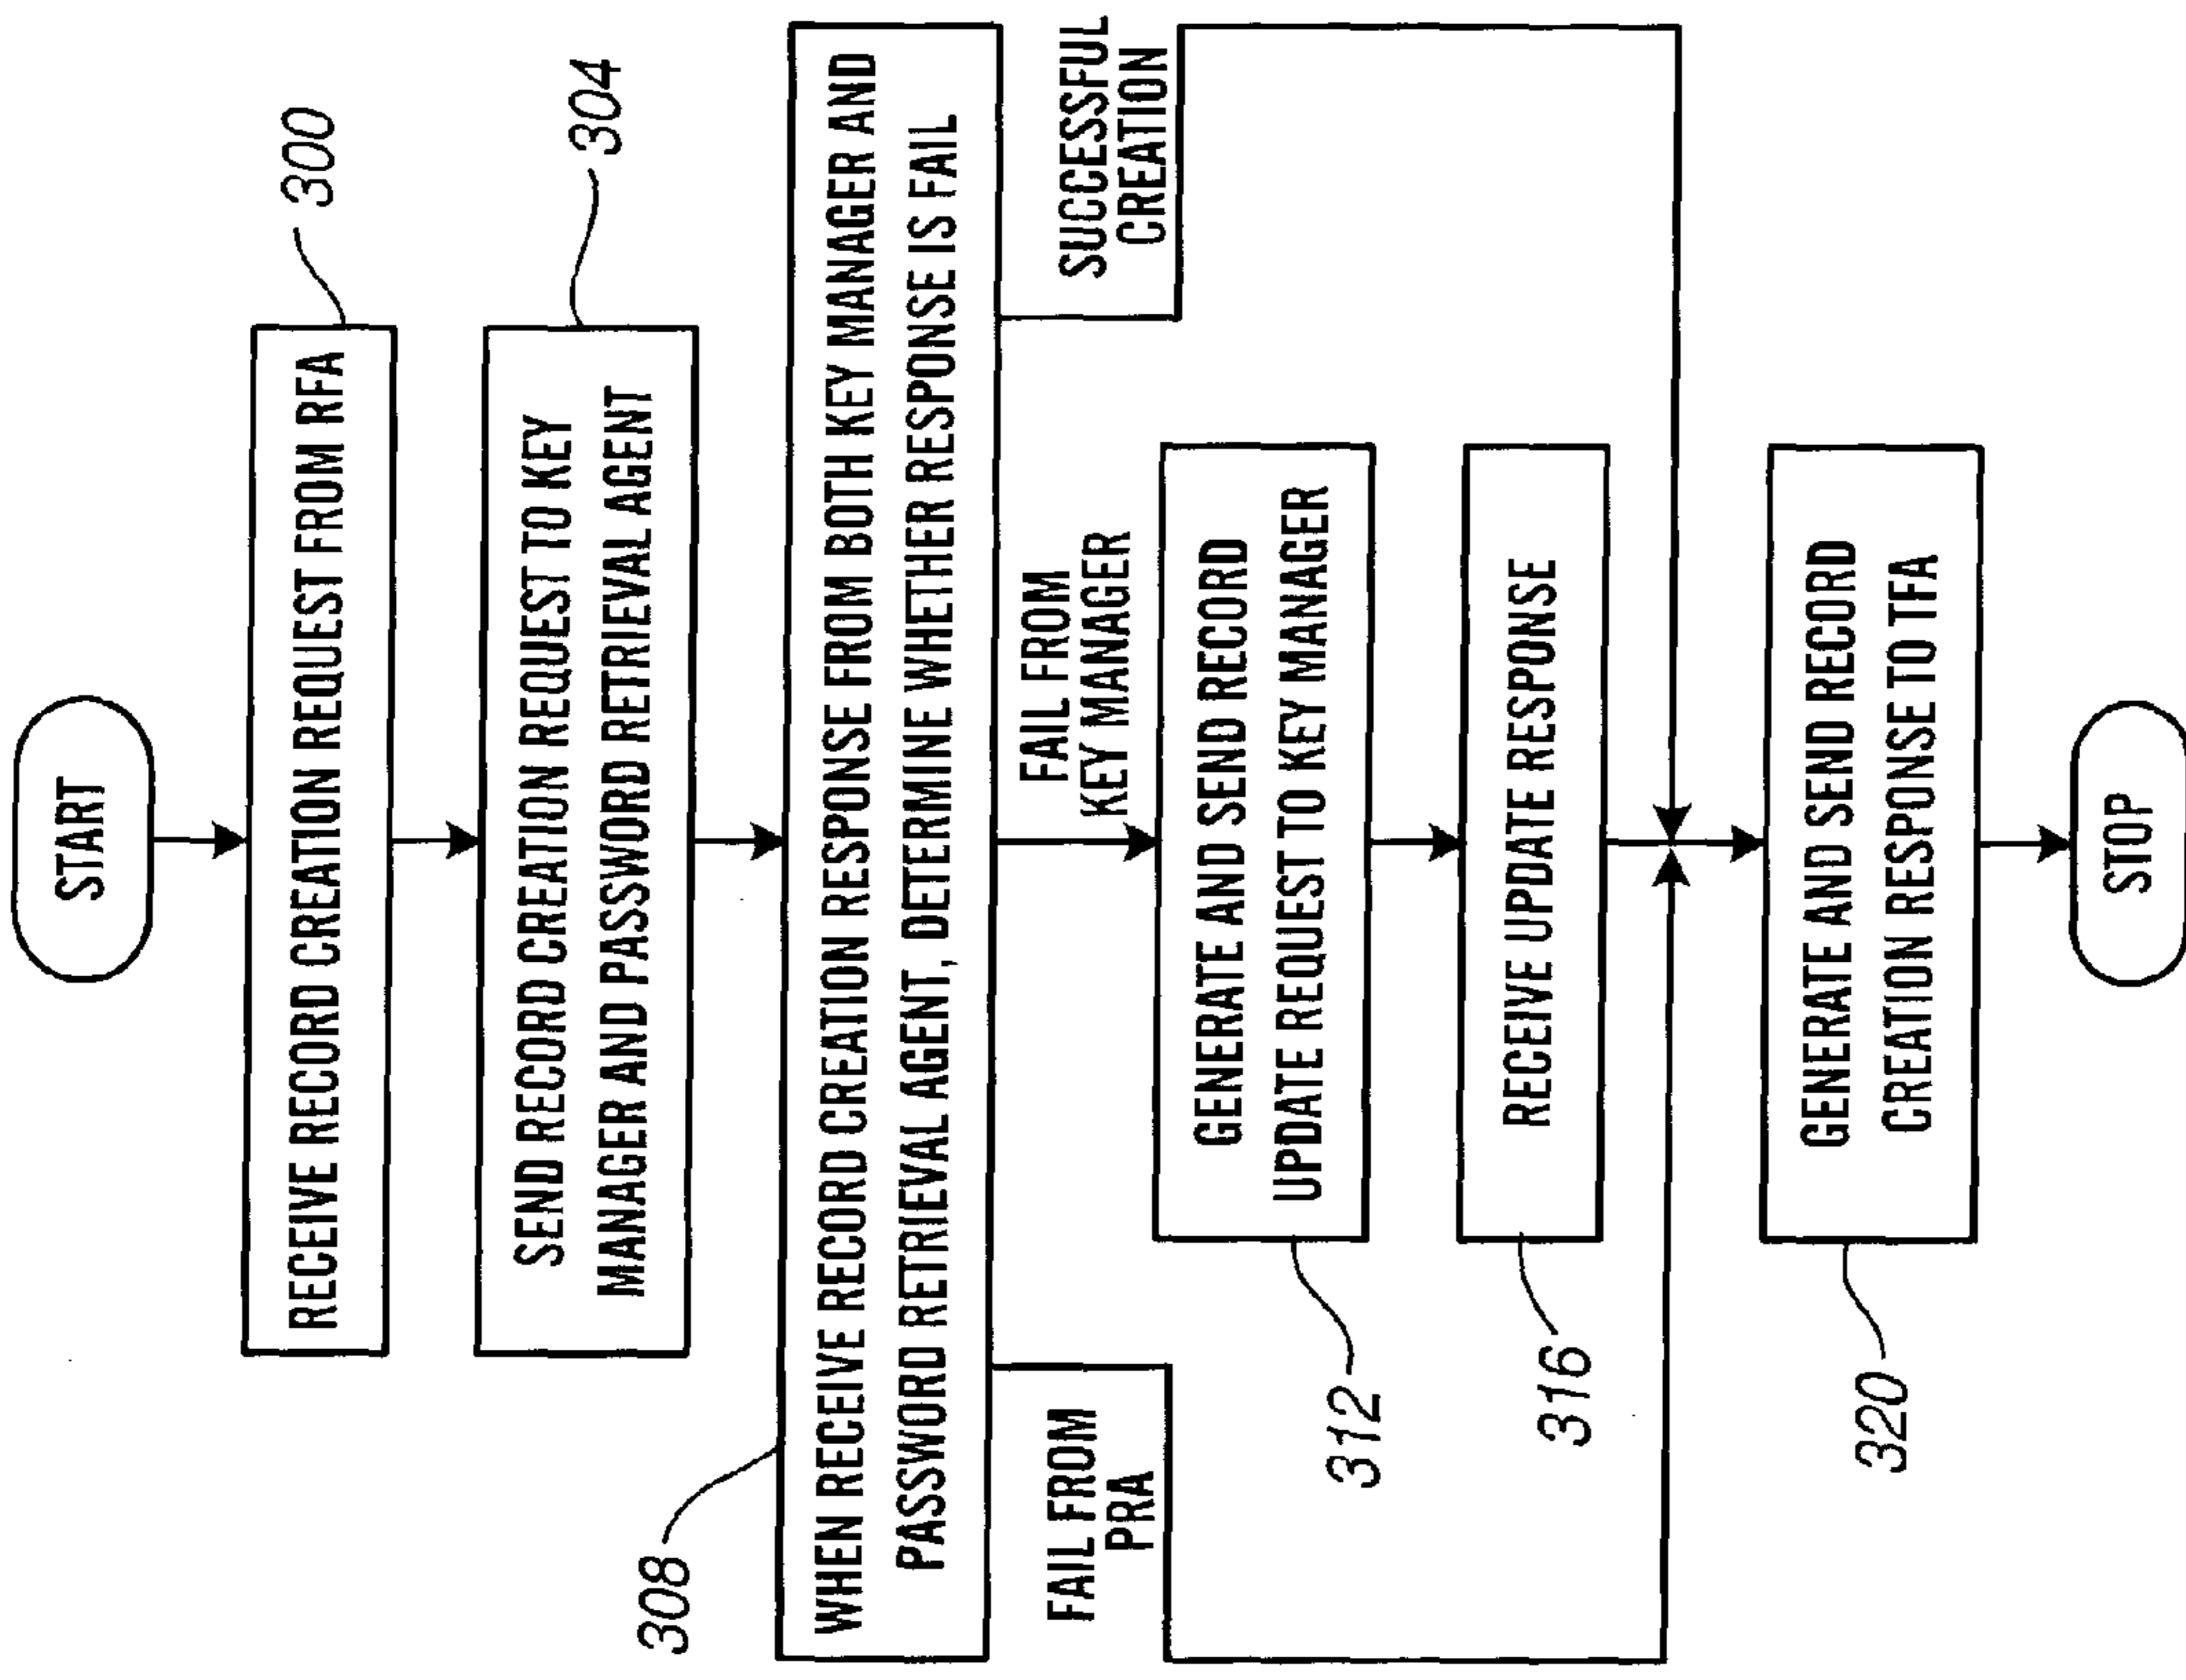 START
300
RECEIVE RECORD CREATION REQUEST FROM RFA
304
SEND RECORD CREATION REQUEST TO KEY
MANAGER AND PASSWORD RETRIEVAL AGENT
308
WHEN RECEIVE RECORD CREATION RESPONSE FROM BOTH KEY MANAGER AND
PASSWORD RETRIEVAL AGENT, DETERMINE WHETHER RESPONSE IS FAIL
FAIL FROM
PRA
FAIL FROM
KEY MANAGER
SUCCESSFUL
CREATION
312
GENERATE AND SEND RECORD
UPDATE REQUEST TO KEY MANAGER
316
RECEIVE UPDATE RESPONSE
320
GENERATE AND SEND RECORD
CREATION RESPONSE TO TFA
STOP